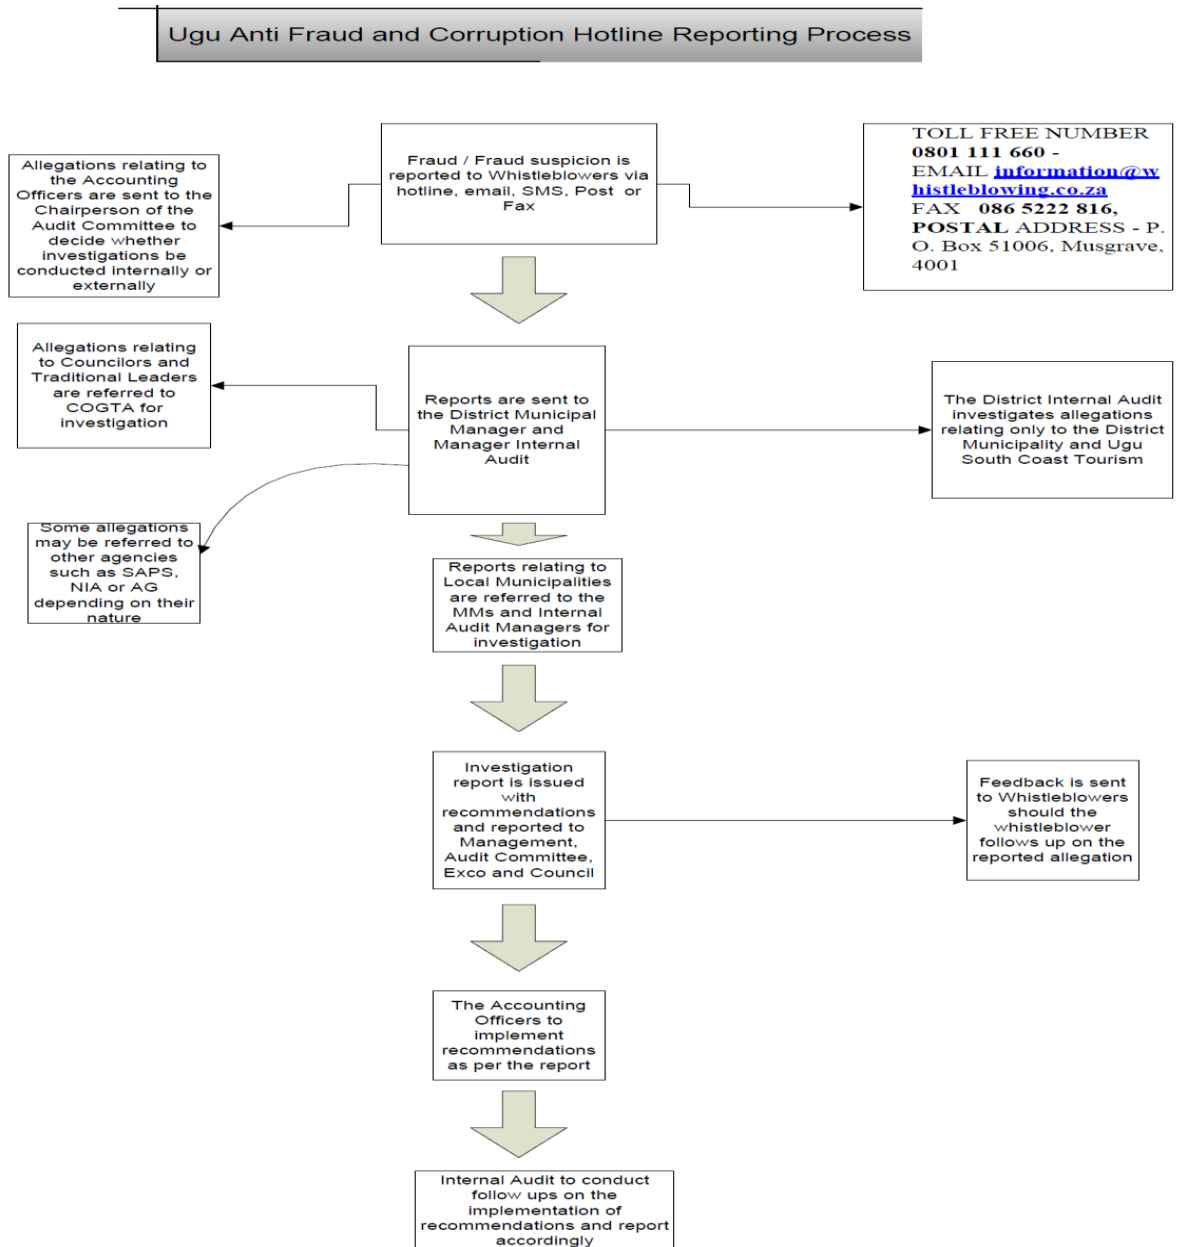 Ugu Anti Fraud and Corruption Hotline Reporting Process
Allegations relating to
the Accounting
Officers are sent to the
Chairperson of the
Audit Committee to
decide whether
investigations be
conducted internally or
externally
Fraud / Fraud suspicion is
reported to Whistleblowers via
hotline, email, SMS, Post or
Fax
TOLL FREE NUMBER
0801 111 660 -
EMAIL information@w
histleblowing.co.za
FAX 086 5222 816,
POSTAL ADDRESS - P.
O. Box 51006, Musgrave,
4001
Allegations relating
to Councilors and
Traditional Leaders
are referred to
COGTA for
investigation
Reports are sent to
the District Municipal
Manager and
Manager Internal
Audit
The District Internal Audit
investigates allegations
relating only to the District
Municipality and Ugu
South Coast Tourism
Some allegations
may be referred to
other agencies
such as SAPS,
NIA or AG
depending on their
nature
Reports relating to
Local Municipalities
are referred to the
MMs and Internal
Audit Managers for
investigation
Investigation
report is issued
with
recommendations
and reported to
Management,
Audit Committee,
Exco and Council
Feedback is sent
to Whistleblowers
should the
whistleblower
follows up on the
reported allegation
The Accounting
Officers to
implement
recommendations
as per the report
Internal Audit to conduct
follow ups on the
implementation of
recommendations and report
accordingly